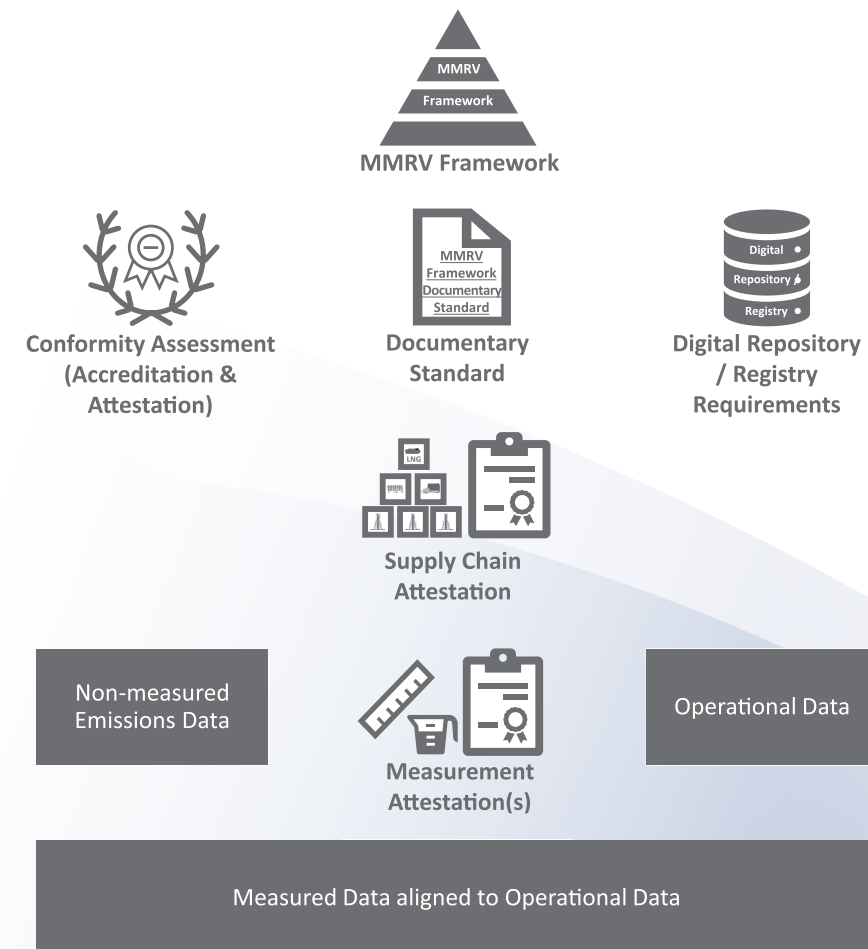 MMRV
Framework
MMRV Framework
MMRV
Framework
Documentary
Standard
Digital
Repository /
Registry
Conformity Assessment
(Accreditation &
Attestation)
Documentary
Standard
Digital Repository
/ Registry
Requirements
LNG
Supply Chain
Attestation
Non-measured
Emissions Data
Operational Data
Measurement
Attestation(s)
Measured Data aligned to Operational Data